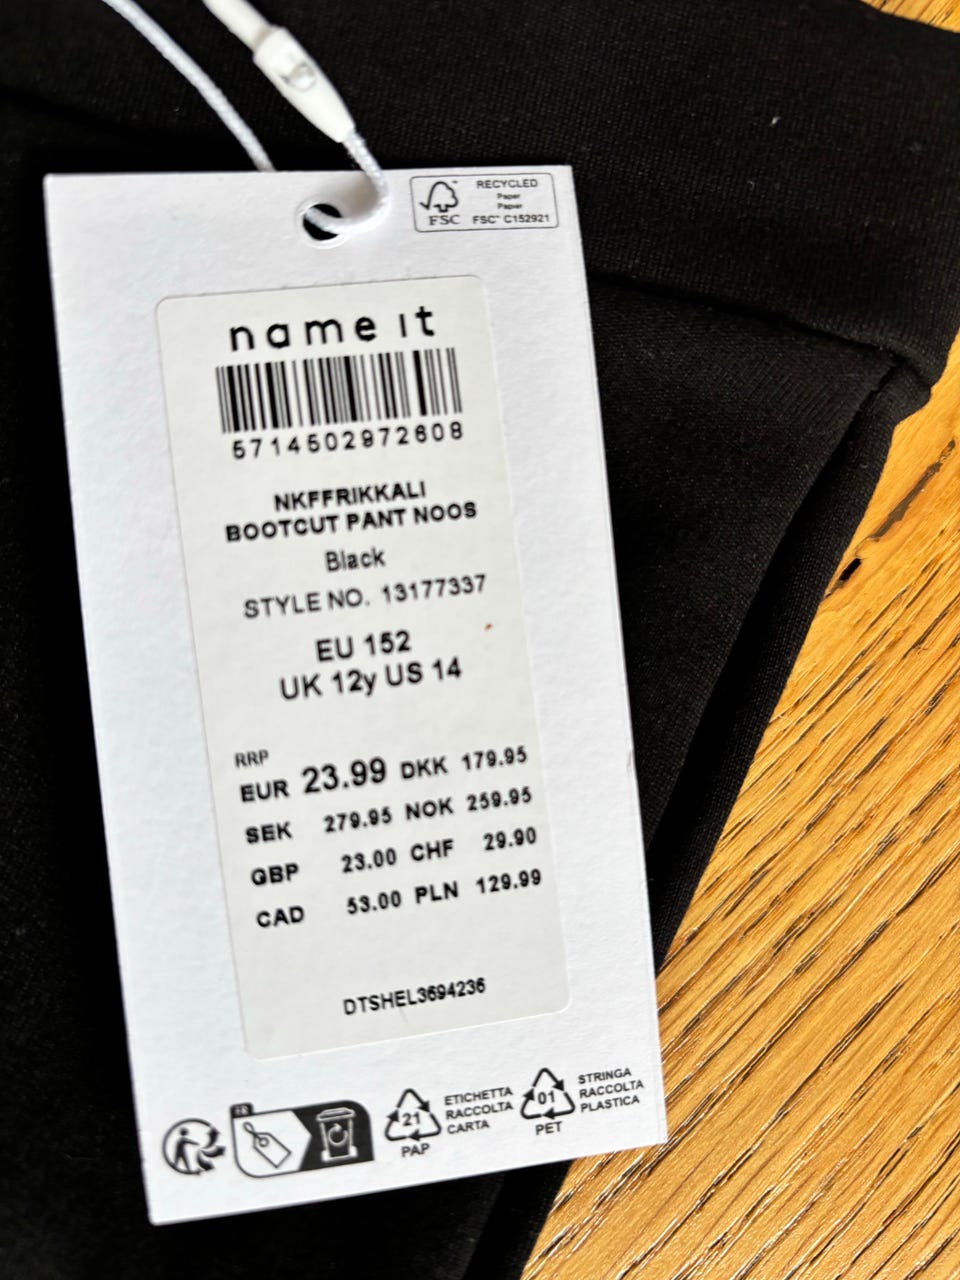 FSC
RECYCLED
Paper
Papier
FSC® C152921
name it
5714502972608
NKFFRIKKALI
BOOTCUT PANT NOOS
Black
STYLE NO. 13177337
EU 152
UK 12y US 14
RRP
EUR 23.99 DKK 179.95
SEK 279.95 NOK 259.95
GBP 23.00 CHF 29.90
CAD 53.00 PLN 129.99
DTSHEL3694236
FR
21
PAP
ETICHETTA
RACCOLTA
CARTA
01
PET
STRINGA
RACCOLTA
PLASTICA